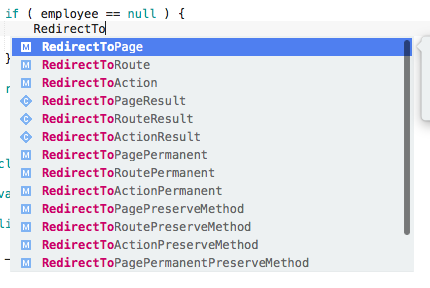 if ( employee == null ) {
RedirectTo
}
RedirectToPage
RedirectToRoute
RedirectToAction
RedirectToPageResult
RedirectToRouteResult
RedirectToActionResult
RedirectToPagePermanent
RedirectToRoutePermanent
RedirectToActionPermanent
RedirectToPagePreserveMethod
RedirectToRoutePreserveMethod
RedirectToActionPreserveMethod
RedirectToPagePermanentPreserveMethod